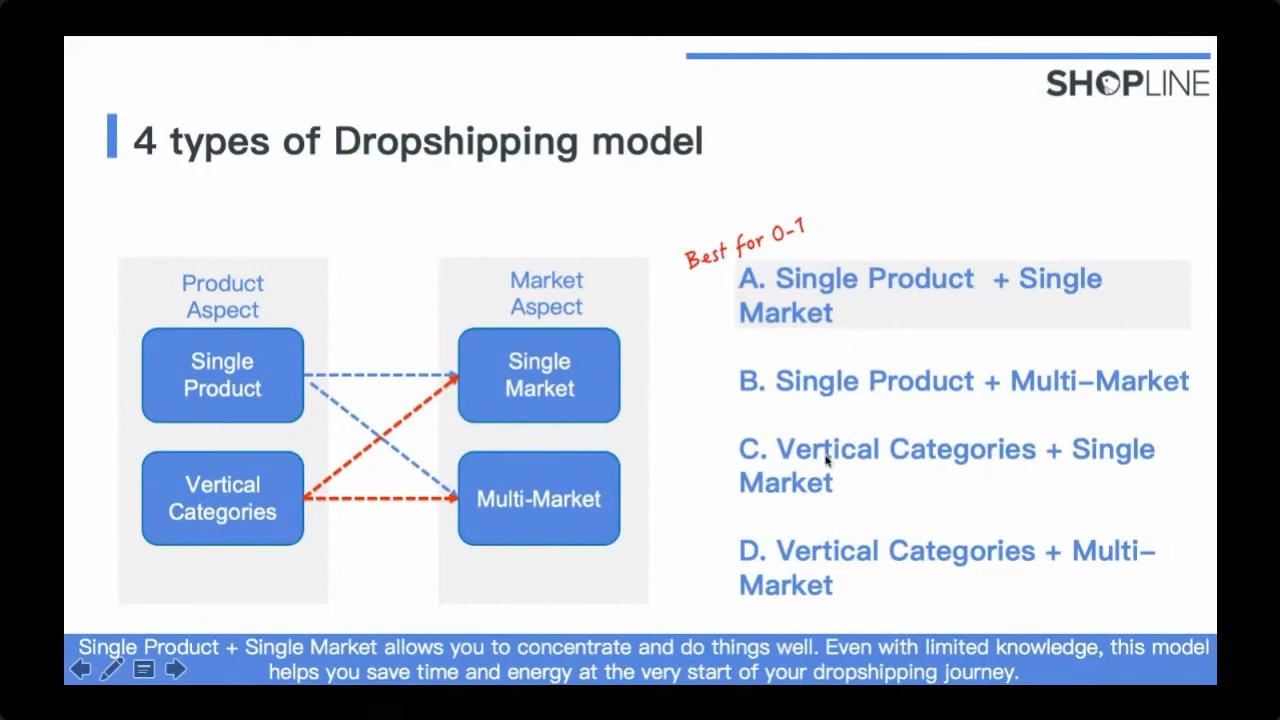 SHOPLINE
4 types of Dropshipping model
Product
Aspect
Single
Product
Vertical
Categories
Market
Aspect
Single
Market
Multi-Market
Best for 0-1
A. Single Product + Single
Market
B. Single Product + Multi-Market
C. Vertical Categories + Single
Market
D. Vertical Categories + Multi-
Market
Single Product + Single Market allows you to concentrate and do things well. Even with limited knowledge, this model
helps you save time and energy at the very start of your dropshipping journey.